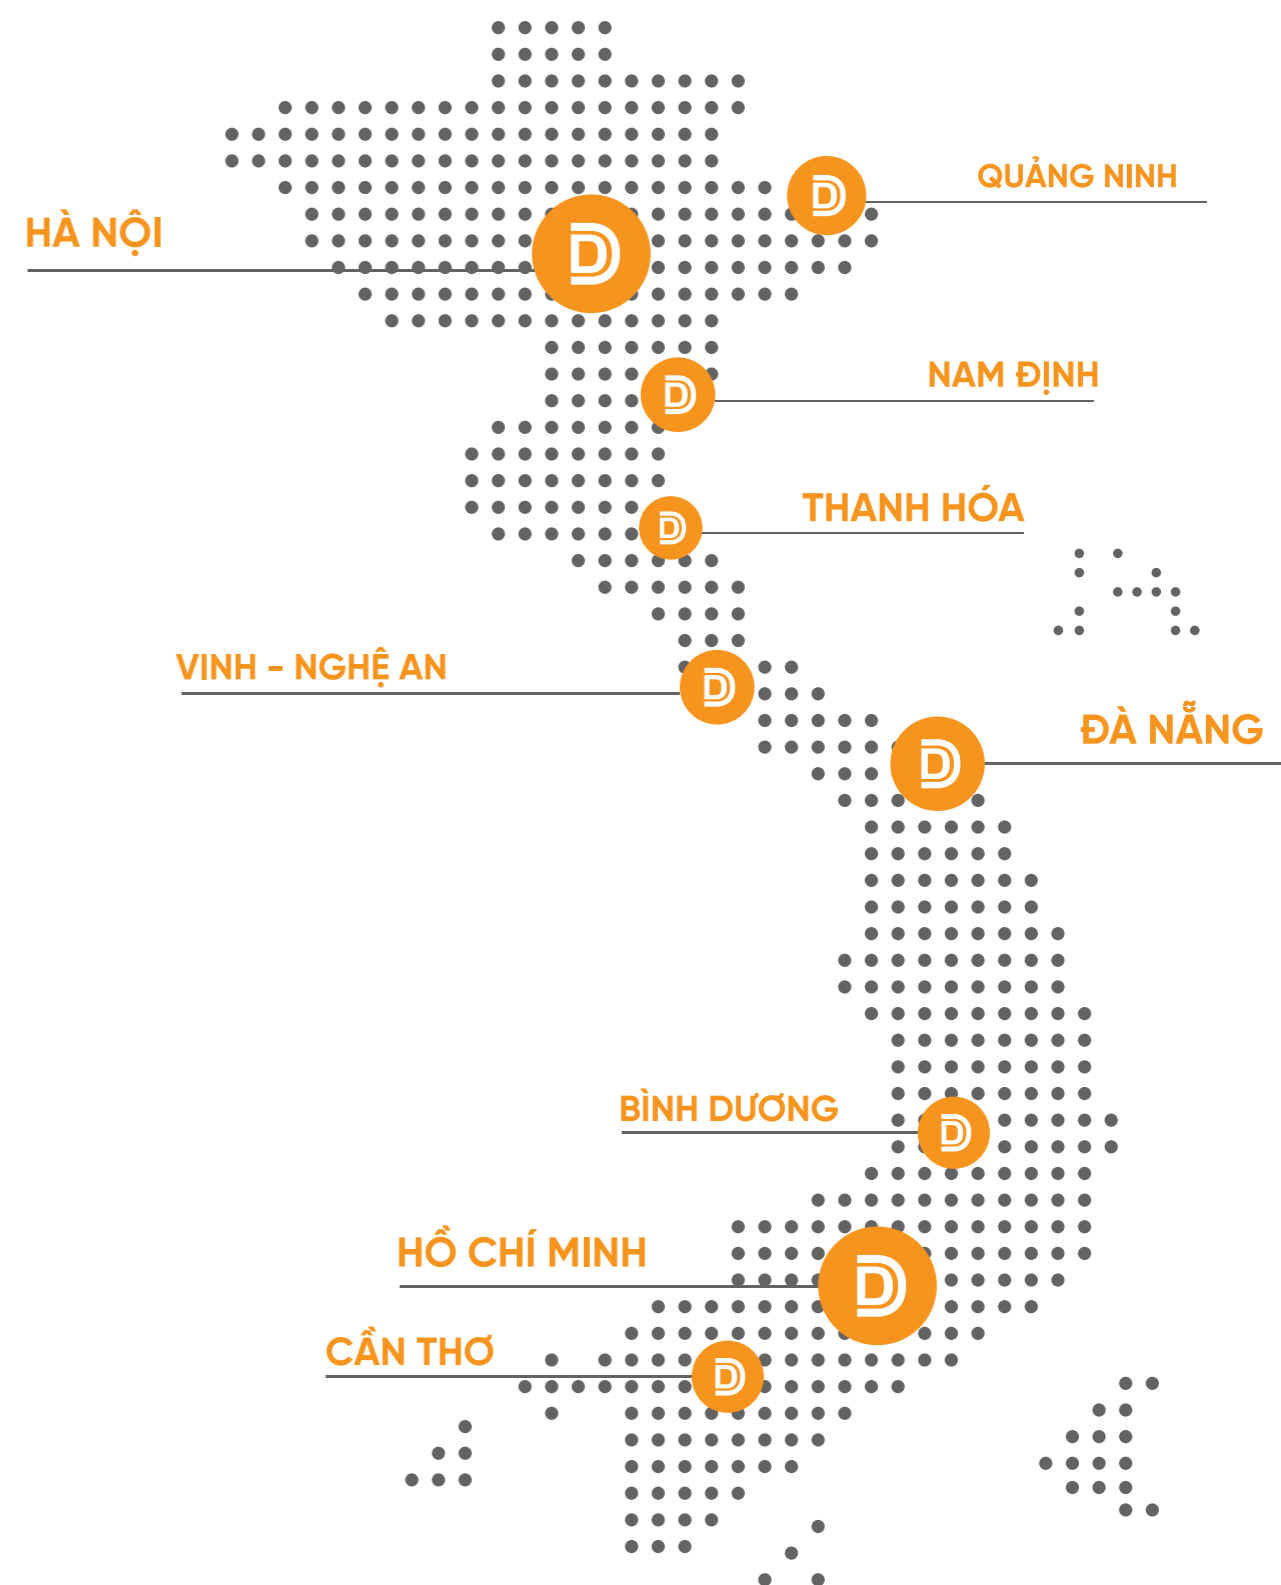 QUẢNG NINH
HÀ NỘI
NAM ĐỊNH
THANH HÓA
VINH - NGHỆ AN
ĐÀ NẴNG
BÌNH DƯƠNG
HỒ CHÍ MINH
CẦN THƠ